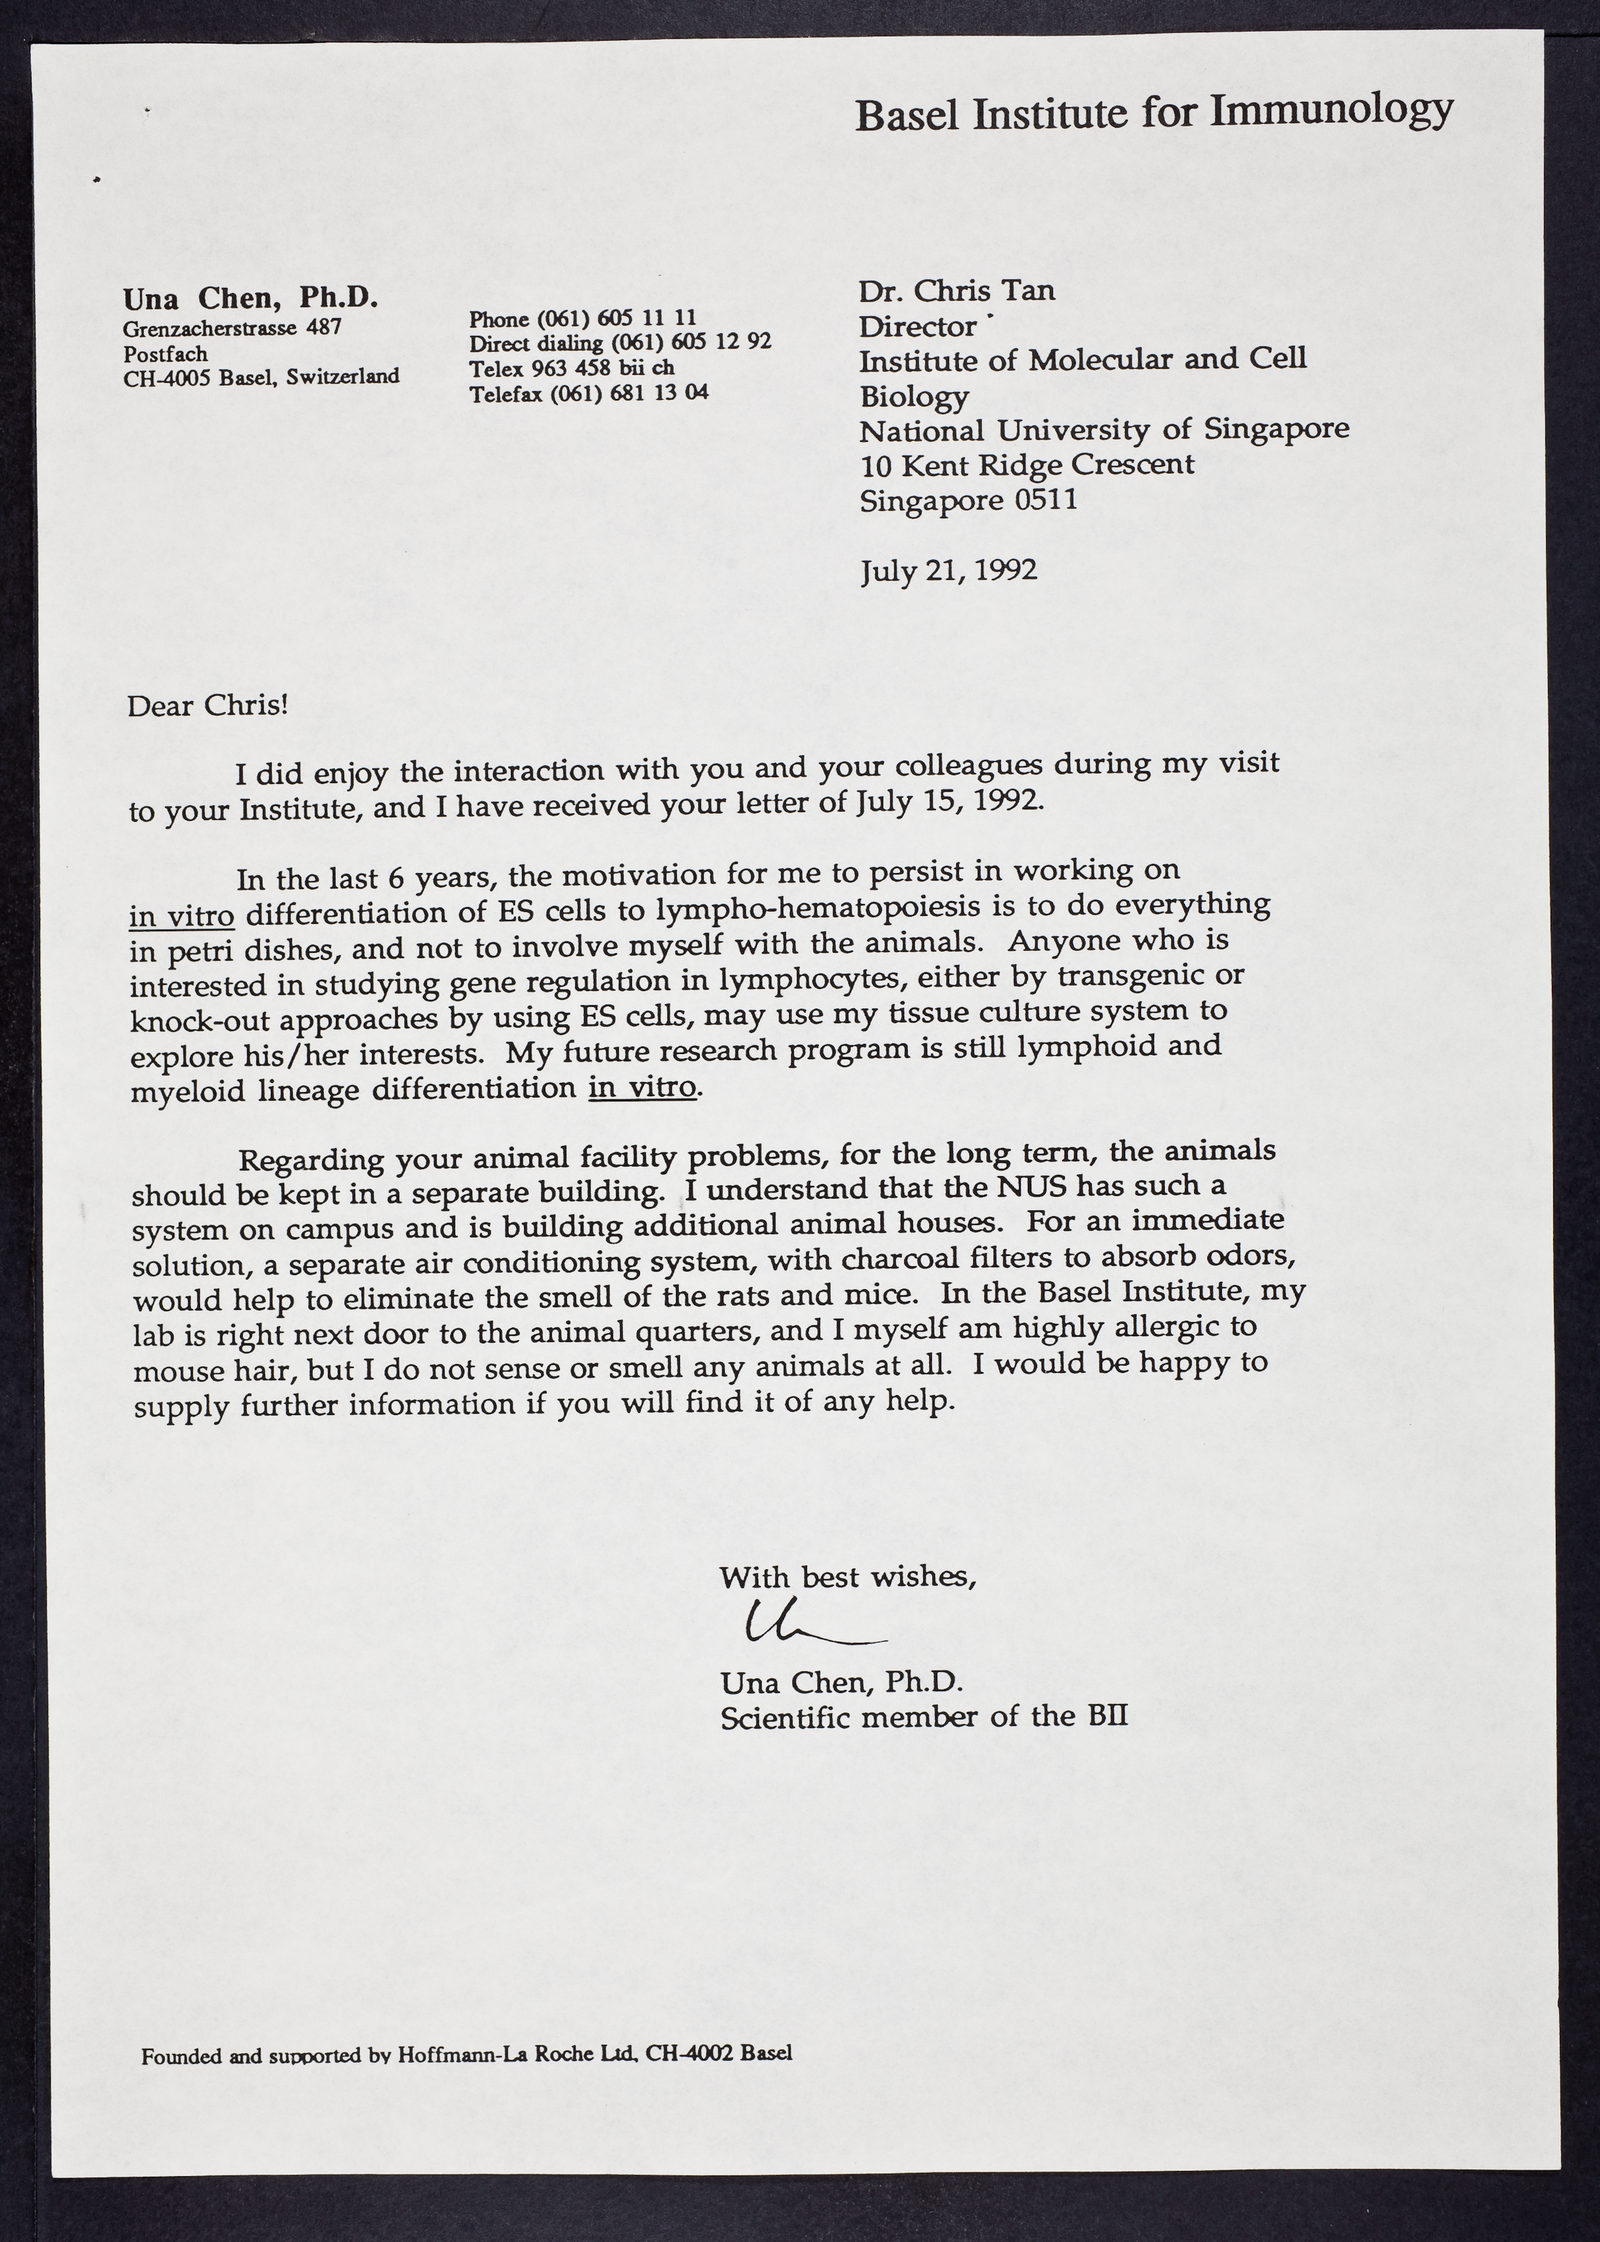 Basel Institute for Immunology
Una Chen, Ph.D.
Grenzacherstrasse 487
Postfach
CH-4005 Basel, Switzerland
Phone (061) 605 11 11
Direct dialing (061) 605 12 92
Telex 963 458 bii ch
Telefax (061) 681 13 04
Dr. Chris Tan
Director
Institute of Molecular and Cell
Biology
National University of Singapore
10 Kent Ridge Crescent
Singapore 0511
July 21, 1992
Dear Chris!
I did enjoy the interaction with you and your colleagues during my visit
to your Institute, and I have received your letter of July 15, 1992.
In the last 6 years, the motivation for me to persist in working on
in vitro differentiation of ES cells to lympho-hematopoiesis is to do everything
in petri dishes, and not to involve myself with the animals. Anyone who is
interested in studying gene regulation in lymphocytes, either by transgenic or
knock-out approaches by using ES cells, may use my tissue culture system to
explore his/her interests. My future research program is still lymphoid and
myeloid lineage differentiation in vitro.
Regarding your animal facility problems, for the long term, the animals
should be kept in a separate building. I understand that the NUS has such a
system on campus and is building additional animal houses. For an immediate
solution, a separate air conditioning system, with charcoal filters to absorb odors,
would help to eliminate the smell of the rats and mice. In the Basel Institute, my
lab is right next door to the animal quarters, and I myself am highly allergic to
mouse hair, but I do not sense or smell any animals at all. I would be happy to
supply further information if you will find it of any help.
With best wishes,
Una Chen, Ph.D.
Scientific member of the BII
Founded and supported by Hoffmann-La Roche Ltd, CH-4002 Basel